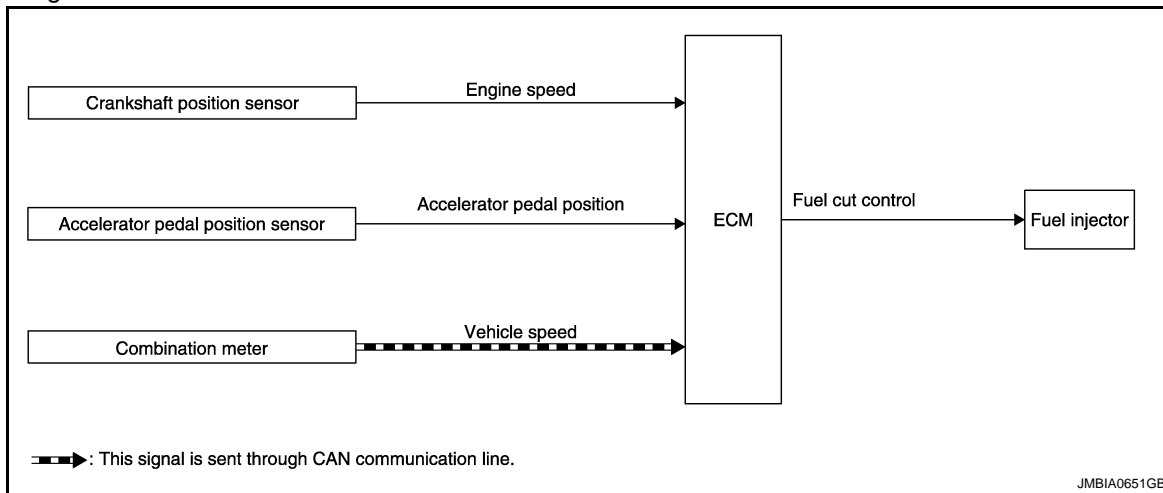 Crankshaft position sensor
Engine speed
Accelerator pedal position sensor
Accelerator pedal position
ECM
Fuel cut control
Fuel injector
Combination meter
Vehicle speed
: This signal is sent through CAN communication line.
JMBIA0651GB